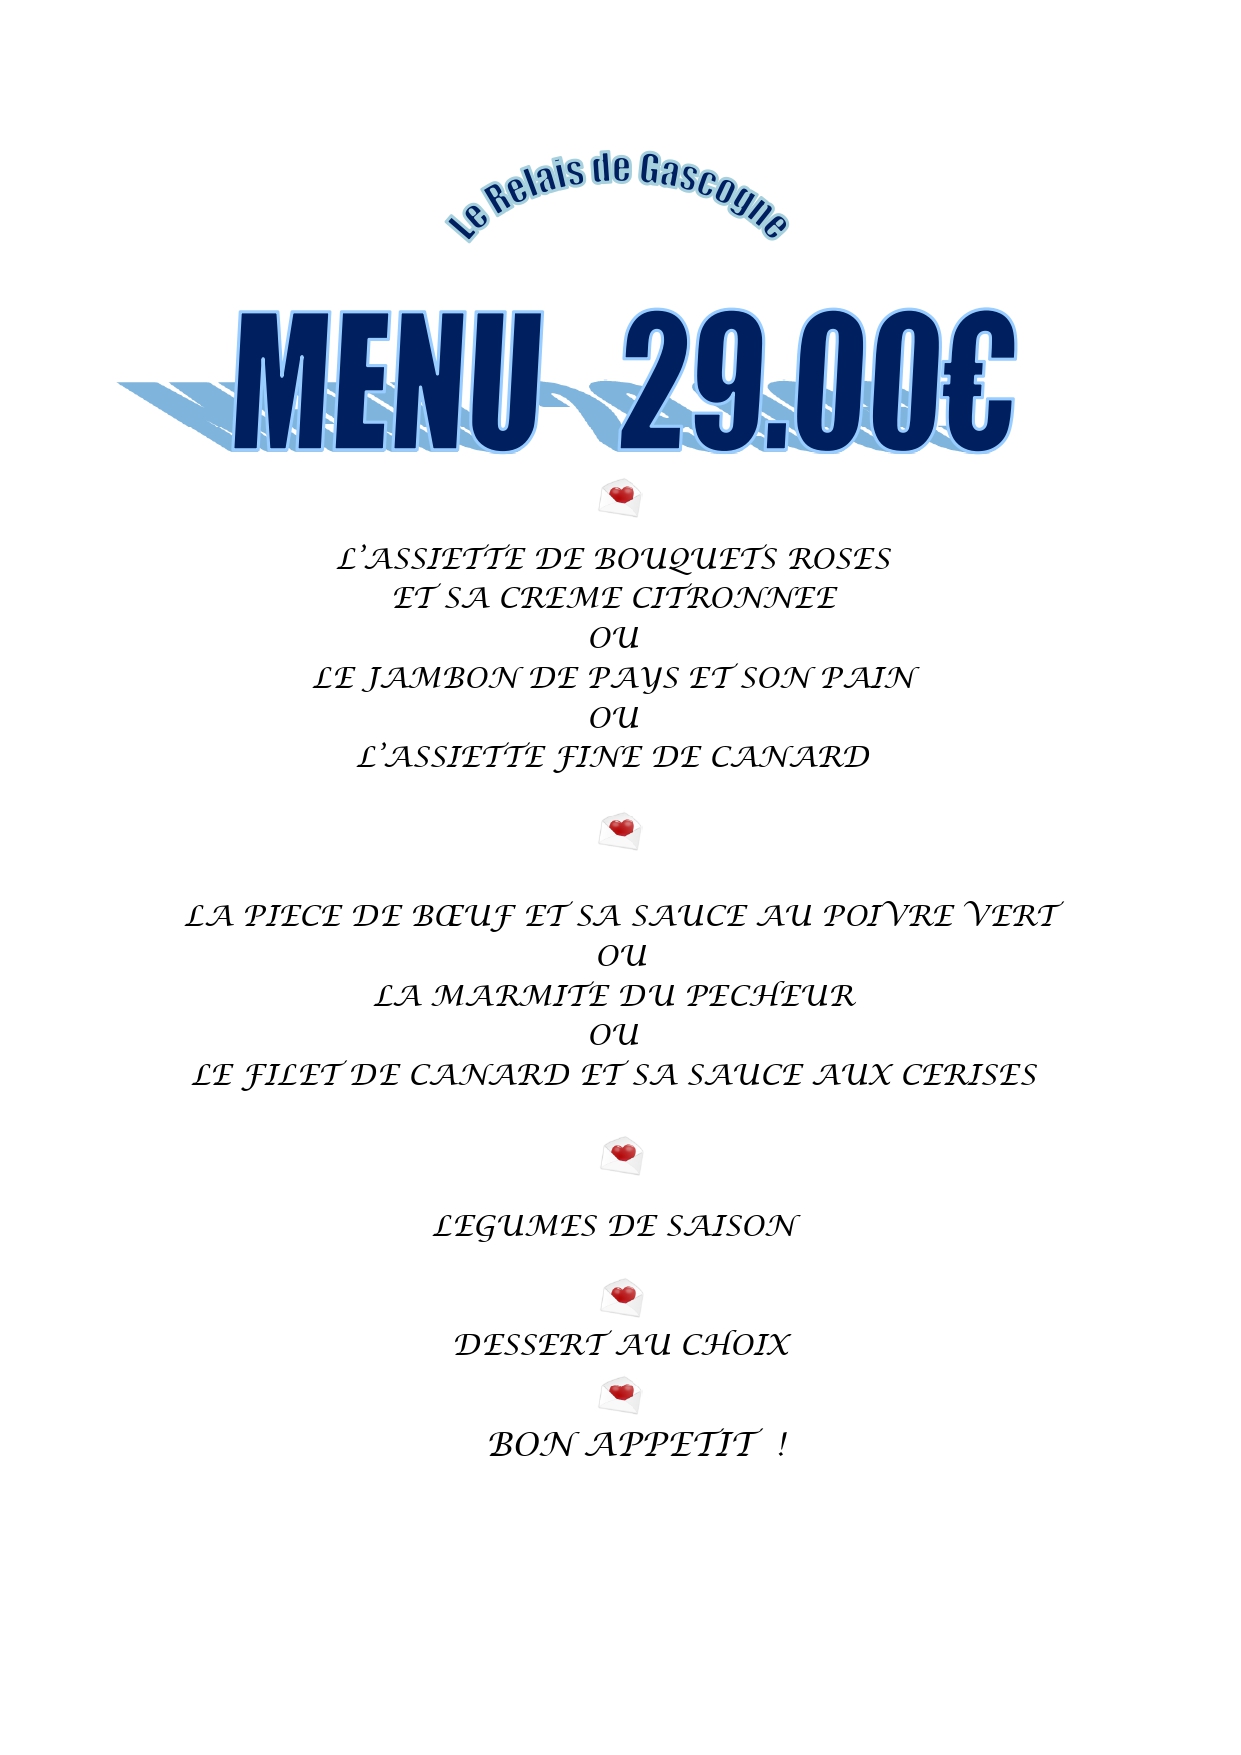 Le Relais de Gascogne
MENU 29.00€
L’ASSIETTE DE BOUQUETS ROSES
ET SA CREME CITRONNEE
OU
LE JAMBON DE PAYS ET SON PAIN
OU
L’ASSIETTE FINE DE CANARD
LA PIECE DE BŒUF ET SA SAUCE AU POIVRE VERT
OU
LA MARMITE DU PECHEUR
OU
LE FILET DE CANARD ET SA SAUCE AUX CERISES
LEGUMES DE SAISON
DESSERT AU CHOIX
BON APPETIT !